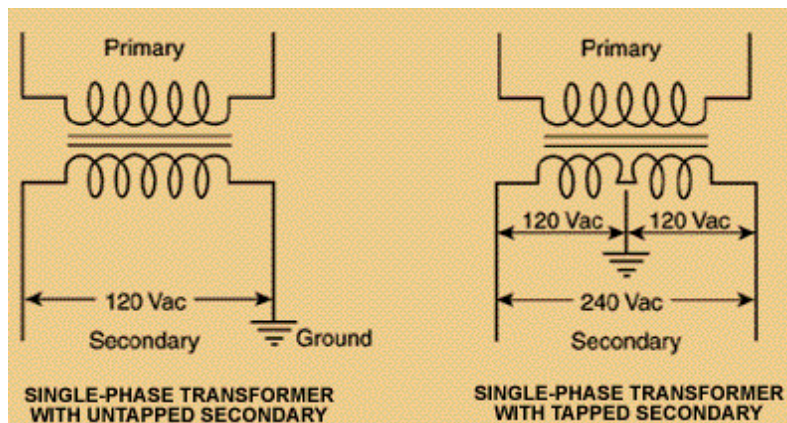 Primary
120 Vac
Secondary
Ground
SINGLE-PHASE TRANSFORMER
WITH UNTAPPED SECONDARY
Primary
120 Vac
120 Vac
240 Vac
Secondary
SINGLE-PHASE TRANSFORMER
WITH TAPPED SECONDARY